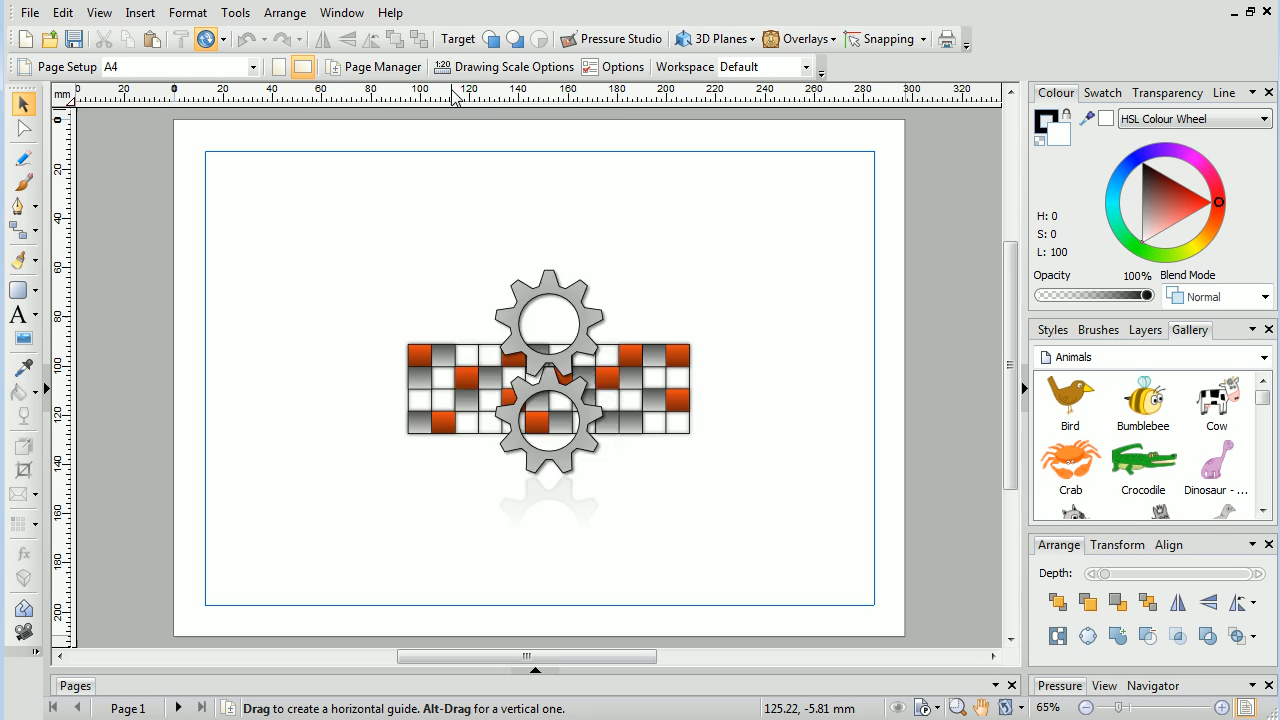 File Edit View Insert Format Tools Arrange Window Help
Target Pressure Studio 3D Planes Overlays Snapping
Page Setup A4 Page Manager Drawing Scale Options Options Workspace Default
mm 0 20 0 20 40 60 80 100 120 140 160 180 200 220 240 260 280 300 320
0
20
40
60
80
100
120
140
160
180
200
Colour Swatch Transparency Line
HSL Colour Wheel
H: 0
S: 0
L: 100
Opacity 100% Blend Mode
Normal
Styles Brushes Layers Gallery
Animals
Bird Bumblebee Cow
Crab Crocodile Dinosaur - ...
Arrange Transform Align
Depth:
Pages
Pressure View Navigator
Page 1 Drag to create a horizontal guide. Alt-Drag for a vertical one. 125.22, -5.81 mm 65%